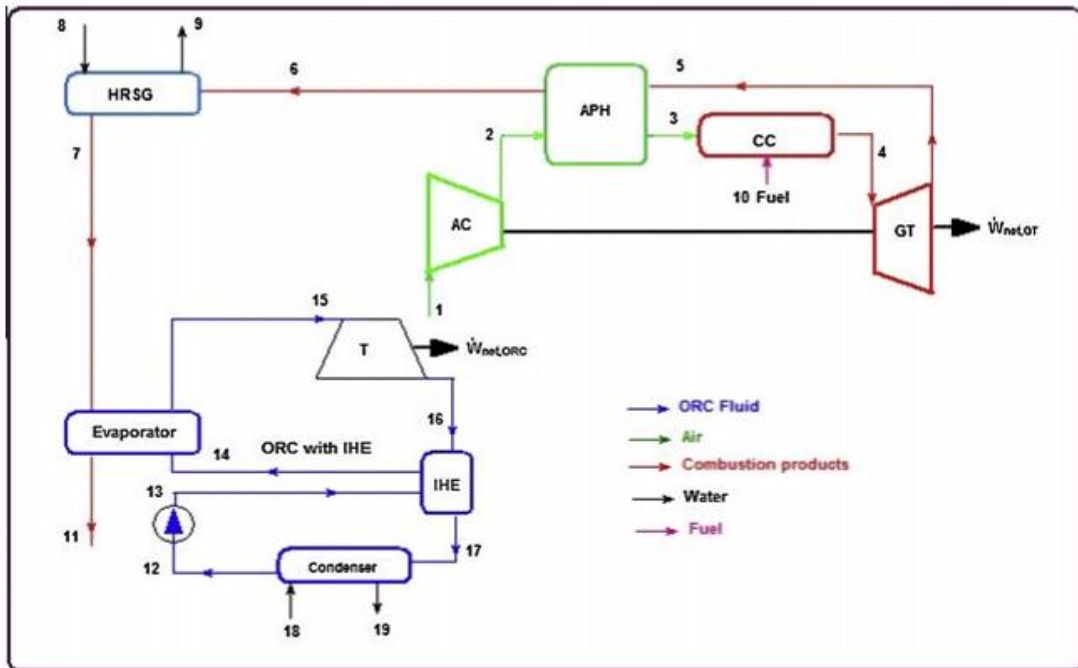 8
9
HRSG
6
APH
5
2
3
CC
4
7
10 Fuel
AC
GT
Ẇnet,GT
1
15
T
Ẇnet,ORC
16
Evaporator
ORC with IHE
14
IHE
13
11
17
12
Condenser
18
19
ORC Fluid
Air
Combustion products
Water
Fuel